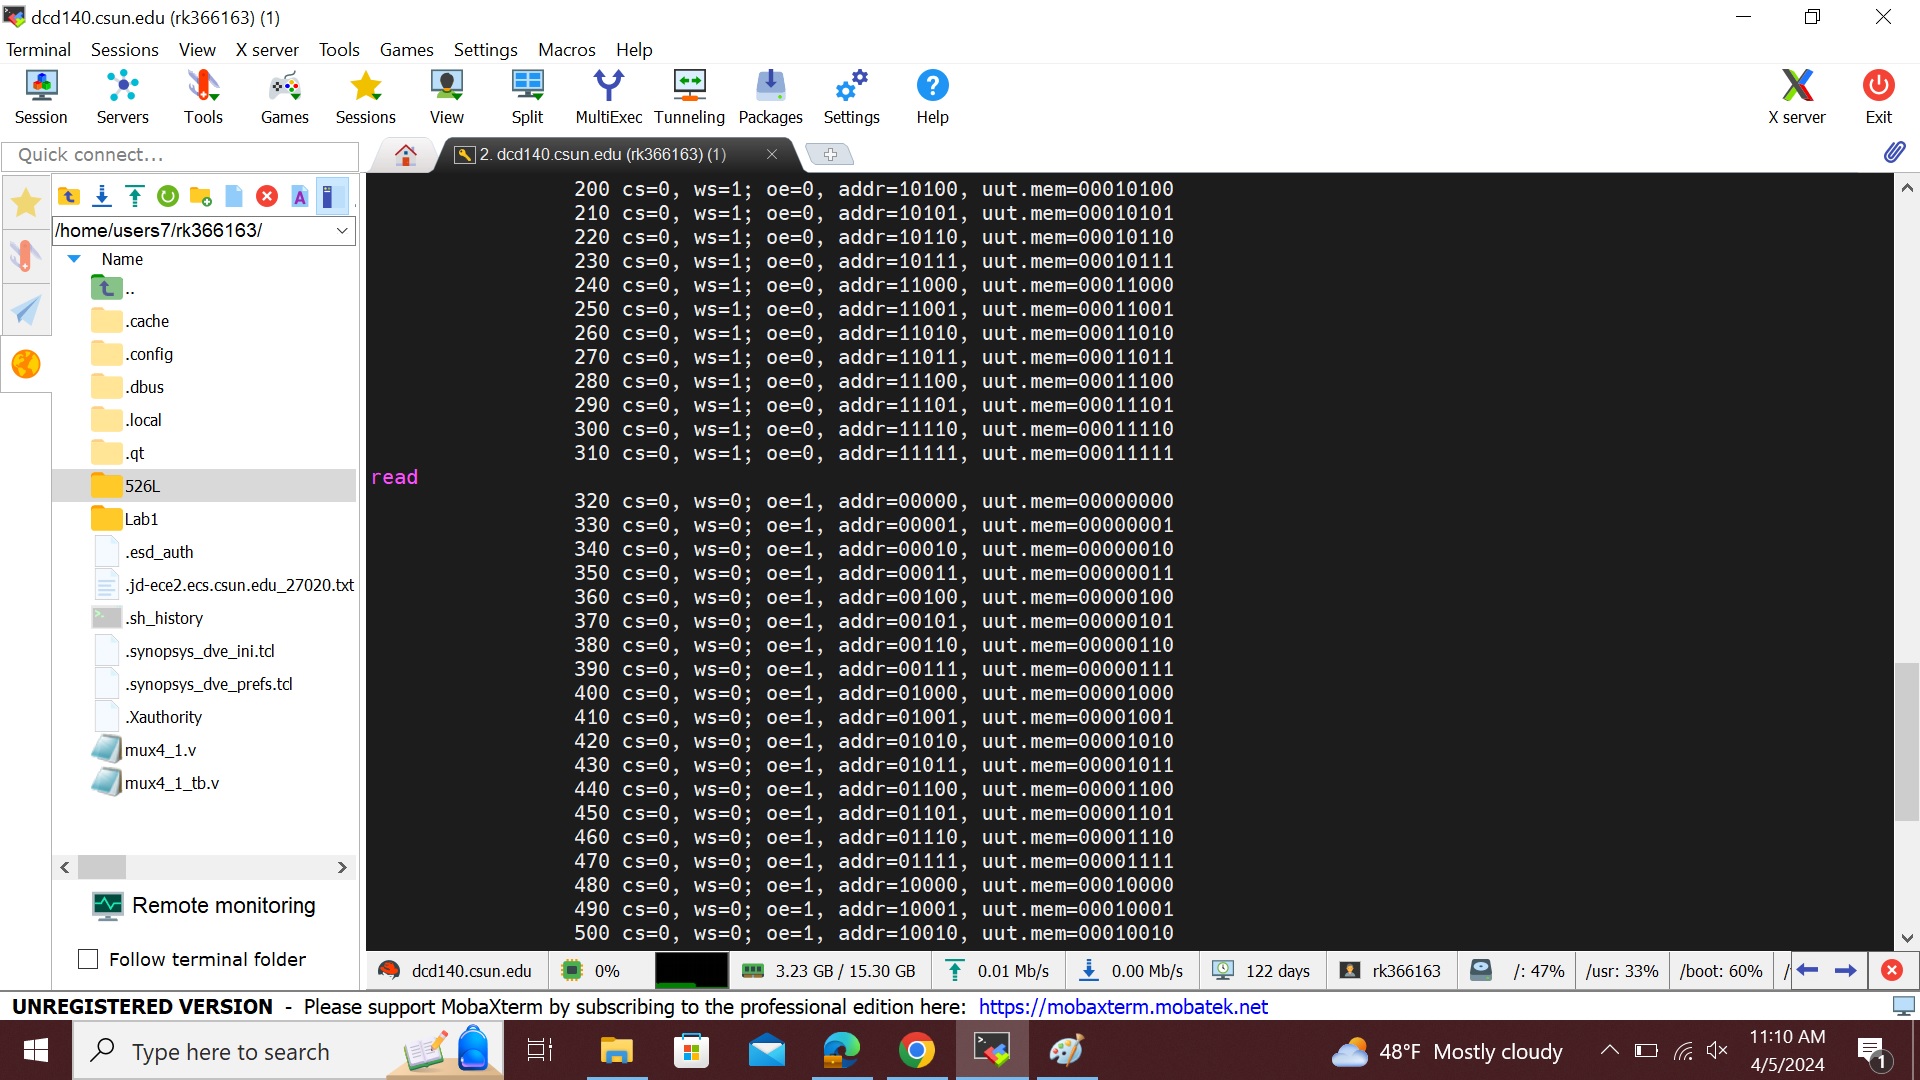 dcd140.csun.edu (rk366163) (1)
Terminal Sessions View X server Tools Games Settings Macros Help
Session Servers Tools Games Sessions View Split MultiExec Tunneling Packages Settings Help X server Exit
Quick connect...
2. dcd140.csun.edu (rk366163) (1)
/home/users7/rk366163/
Name
..
.cache
.config
.dbus
.local
.qt
526L
Lab1
.esd_auth
.jd-ece2.ecs.csun.edu_27020.txt
.sh_history
.synopsys_dve_ini.tcl
.synopsys_dve_prefs.tcl
.Xauthority
mux4_1.v
mux4_1_tb.v
Remote monitoring
Follow terminal folder
200 cs=0, ws=1; oe=0, addr=10100, uut.mem=00010100
210 cs=0, ws=1; oe=0, addr=10101, uut.mem=00010101
220 cs=0, ws=1; oe=0, addr=10110, uut.mem=00010110
230 cs=0, ws=1; oe=0, addr=10111, uut.mem=00010111
240 cs=0, ws=1; oe=0, addr=11000, uut.mem=00011000
250 cs=0, ws=1; oe=0, addr=11001, uut.mem=00011001
260 cs=0, ws=1; oe=0, addr=11010, uut.mem=00011010
270 cs=0, ws=1; oe=0, addr=11011, uut.mem=00011011
280 cs=0, ws=1; oe=0, addr=11100, uut.mem=00011100
290 cs=0, ws=1; oe=0, addr=11101, uut.mem=00011101
300 cs=0, ws=1; oe=0, addr=11110, uut.mem=00011110
310 cs=0, ws=1; oe=0, addr=11111, uut.mem=00011111
read
320 cs=0, ws=0; oe=1, addr=00000, uut.mem=00000000
330 cs=0, ws=0; oe=1, addr=00001, uut.mem=00000001
340 cs=0, ws=0; oe=1, addr=00010, uut.mem=00000010
350 cs=0, ws=0; oe=1, addr=00011, uut.mem=00000011
360 cs=0, ws=0; oe=1, addr=00100, uut.mem=00000100
370 cs=0, ws=0; oe=1, addr=00101, uut.mem=00000101
380 cs=0, ws=0; oe=1, addr=00110, uut.mem=00000110
390 cs=0, ws=0; oe=1, addr=00111, uut.mem=00000111
400 cs=0, ws=0; oe=1, addr=01000, uut.mem=00001000
410 cs=0, ws=0; oe=1, addr=01001, uut.mem=00001001
420 cs=0, ws=0; oe=1, addr=01010, uut.mem=00001010
430 cs=0, ws=0; oe=1, addr=01011, uut.mem=00001011
440 cs=0, ws=0; oe=1, addr=01100, uut.mem=00001100
450 cs=0, ws=0; oe=1, addr=01101, uut.mem=00001101
460 cs=0, ws=0; oe=1, addr=01110, uut.mem=00001110
470 cs=0, ws=0; oe=1, addr=01111, uut.mem=00001111
480 cs=0, ws=0; oe=1, addr=10000, uut.mem=00010000
490 cs=0, ws=0; oe=1, addr=10001, uut.mem=00010001
500 cs=0, ws=0; oe=1, addr=10010, uut.mem=00010010
dcd140.csun.edu 0% 3.23 GB / 15.30 GB 0.01 Mb/s 0.00 Mb/s 122 days rk366163 /: 47% /usr: 33% /boot: 60% /
UNREGISTERED VERSION - Please support MobaXterm by subscribing to the professional edition here: https://mobaxterm.mobatek.net
Type here to search
48°F Mostly cloudy
11:10 AM
4/5/2024
1